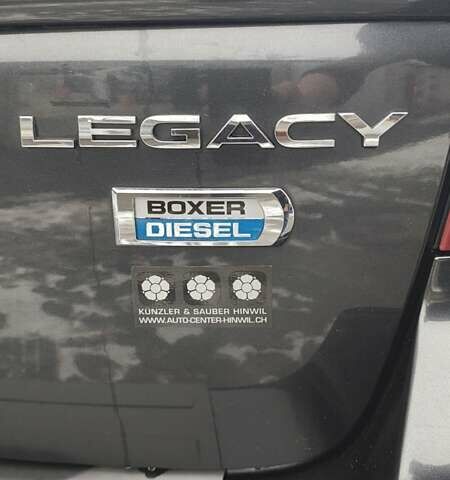 LEGACY
BOXER
DIESEL
KÜNZLER & SAUBER HINWIL
WWW.AUTO-CENTER-HINWIL.CH